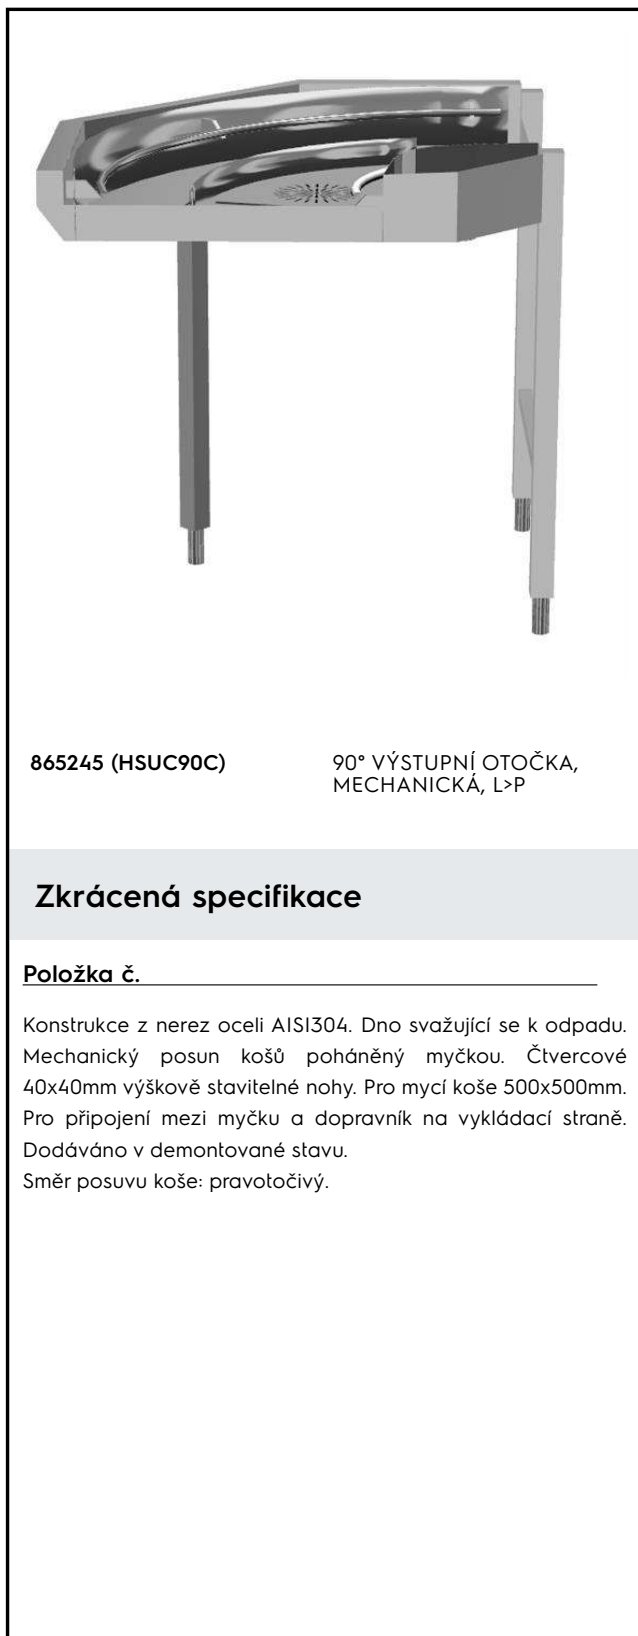 865245 (HSUC90C)
90° VÝSTUPNÍ OTOČKA,
MECHANICKÁ, L>P
Zkrácená specifikace
Položka č.
Konstrukce z nerez oceli AISI304. Dno svažující se k odpadu.
Mechanický posun košů poháněný myčkou. Čtvercové
40x40mm výškově stavitelné nohy. Pro mycí koše 500x500mm.
Pro připojení mezi myčku a dopravník na vykládací straně.
Dodáváno v demontované stavu.
Směr posuvu koše: pravotočivý.